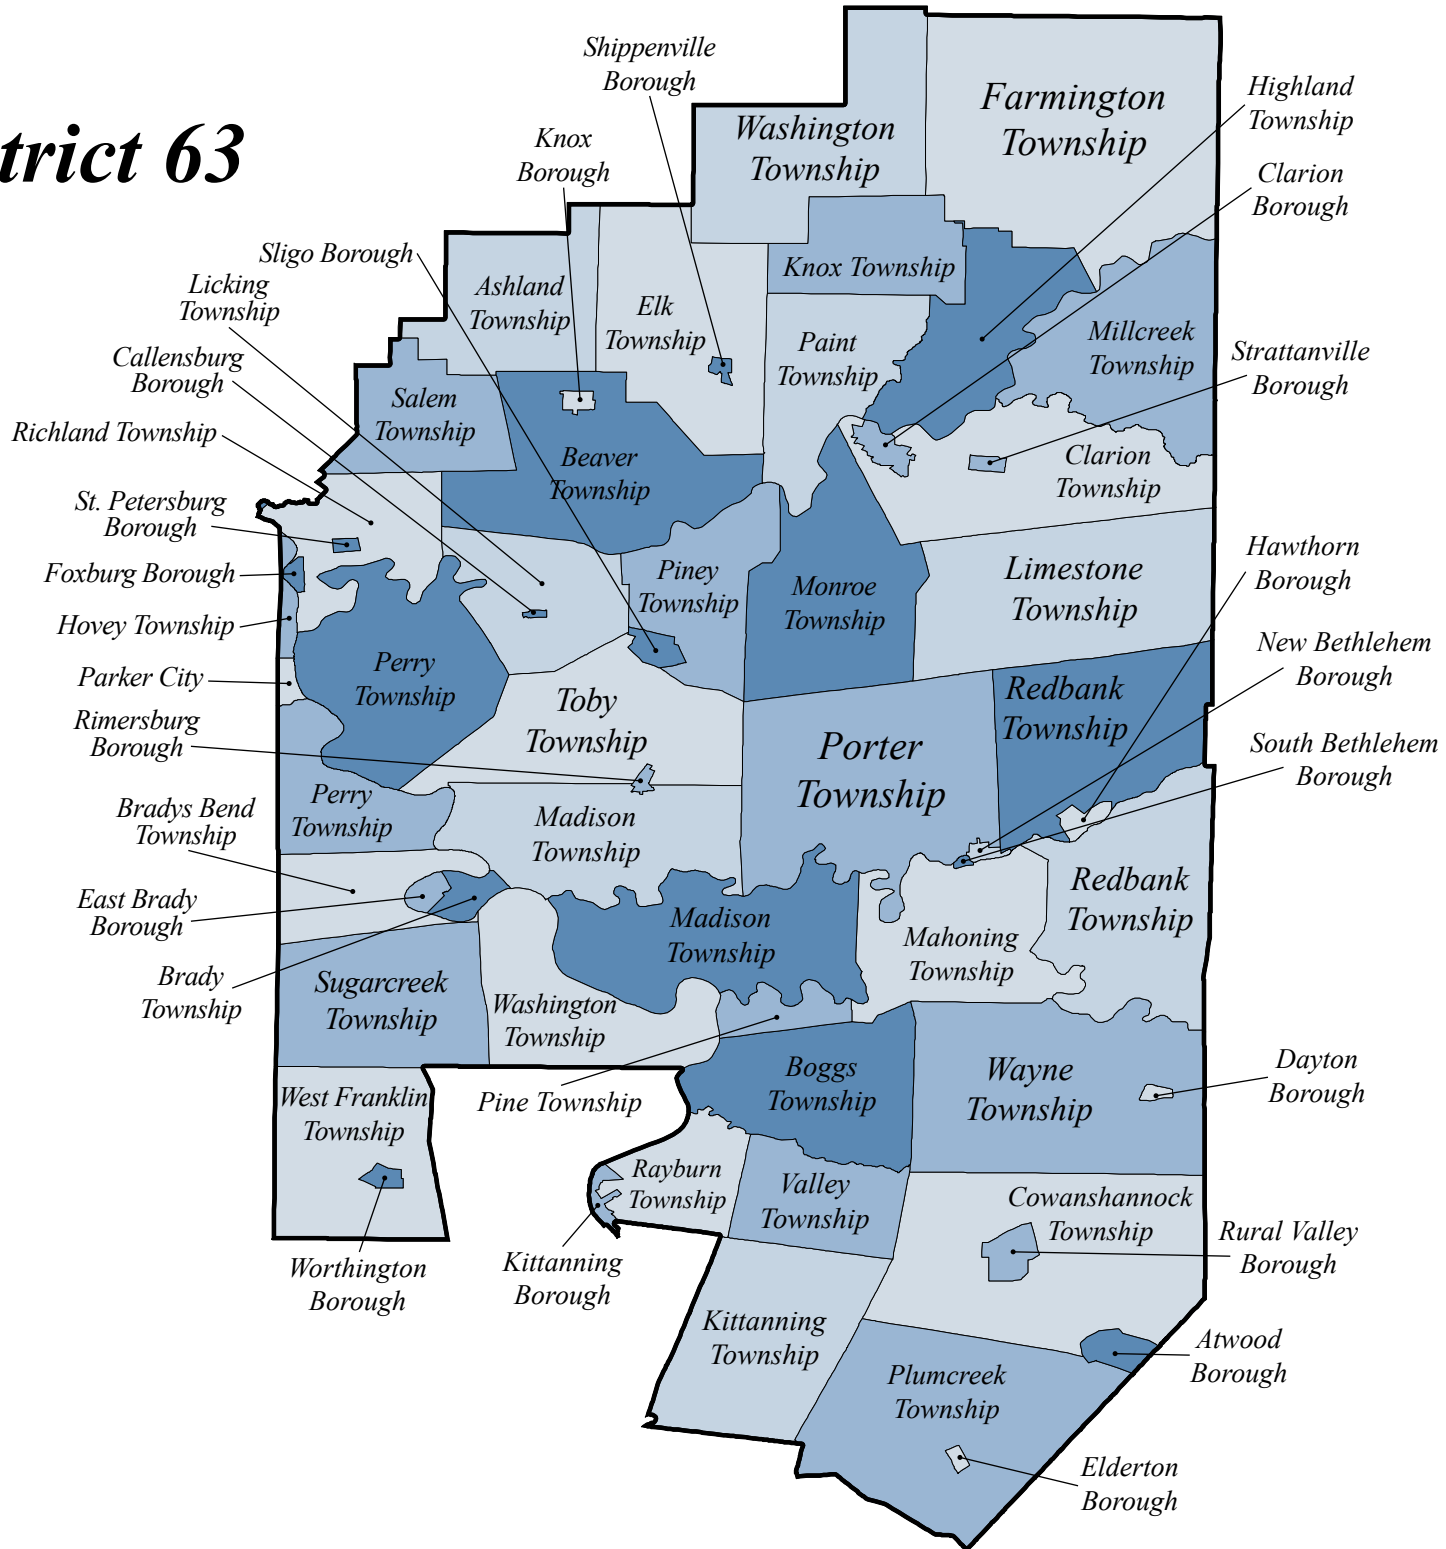 trict 63
Shippenville
Borough
Knox
Borough
Washington
Township
Farmington
Township
Highland
Township
Clarion
Borough
Sligo Borough
Licking
Township
Ashland
Township
Elk
Township
Knox Township
Paint
Township
Millcreek
Township
Strattanville
Borough
Callensburg
Borough
Salem
Township
Richland Township
Beaver
Township
Clarion
Township
St. Petersburg
Borough
Foxburg Borough
Hovey Township
Parker City
Piney
Township
Monroe
Township
Limestone
Township
Hawthorn
Borough
New Bethlehem
Borough
Perry
Township
Toby
Township
Redbank
Township
Rimersburg
Borough
Porter
Township
South Bethlehem
Borough
Perry
Township
Bradys Bend
Township
Madison
Township
East Brady
Borough
Redbank
Township
Madison
Township
Mahoning
Township
Brady
Township
Sugarcreek
Township
Washington
Township
Boggs
Township
Wayne
Township
Dayton
Borough
West Franklin
Township
Pine Township
Rayburn
Township
Valley
Township
Cowanshannock
Township
Rural Valley
Borough
Worthington
Borough
Kittanning
Borough
Kittanning
Township
Atwood
Borough
Plumcreek
Township
Elderton
Borough